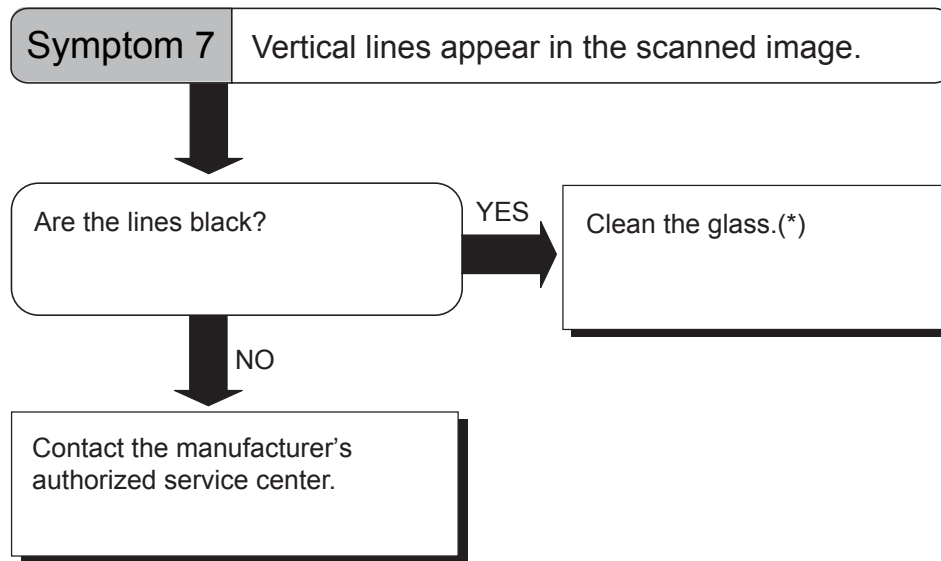 Symptom 7
Vertical lines appear in the scanned image.
Are the lines black?
YES
Clean the glass.(*)
NO
Contact the manufacturer’s
authorized service center.